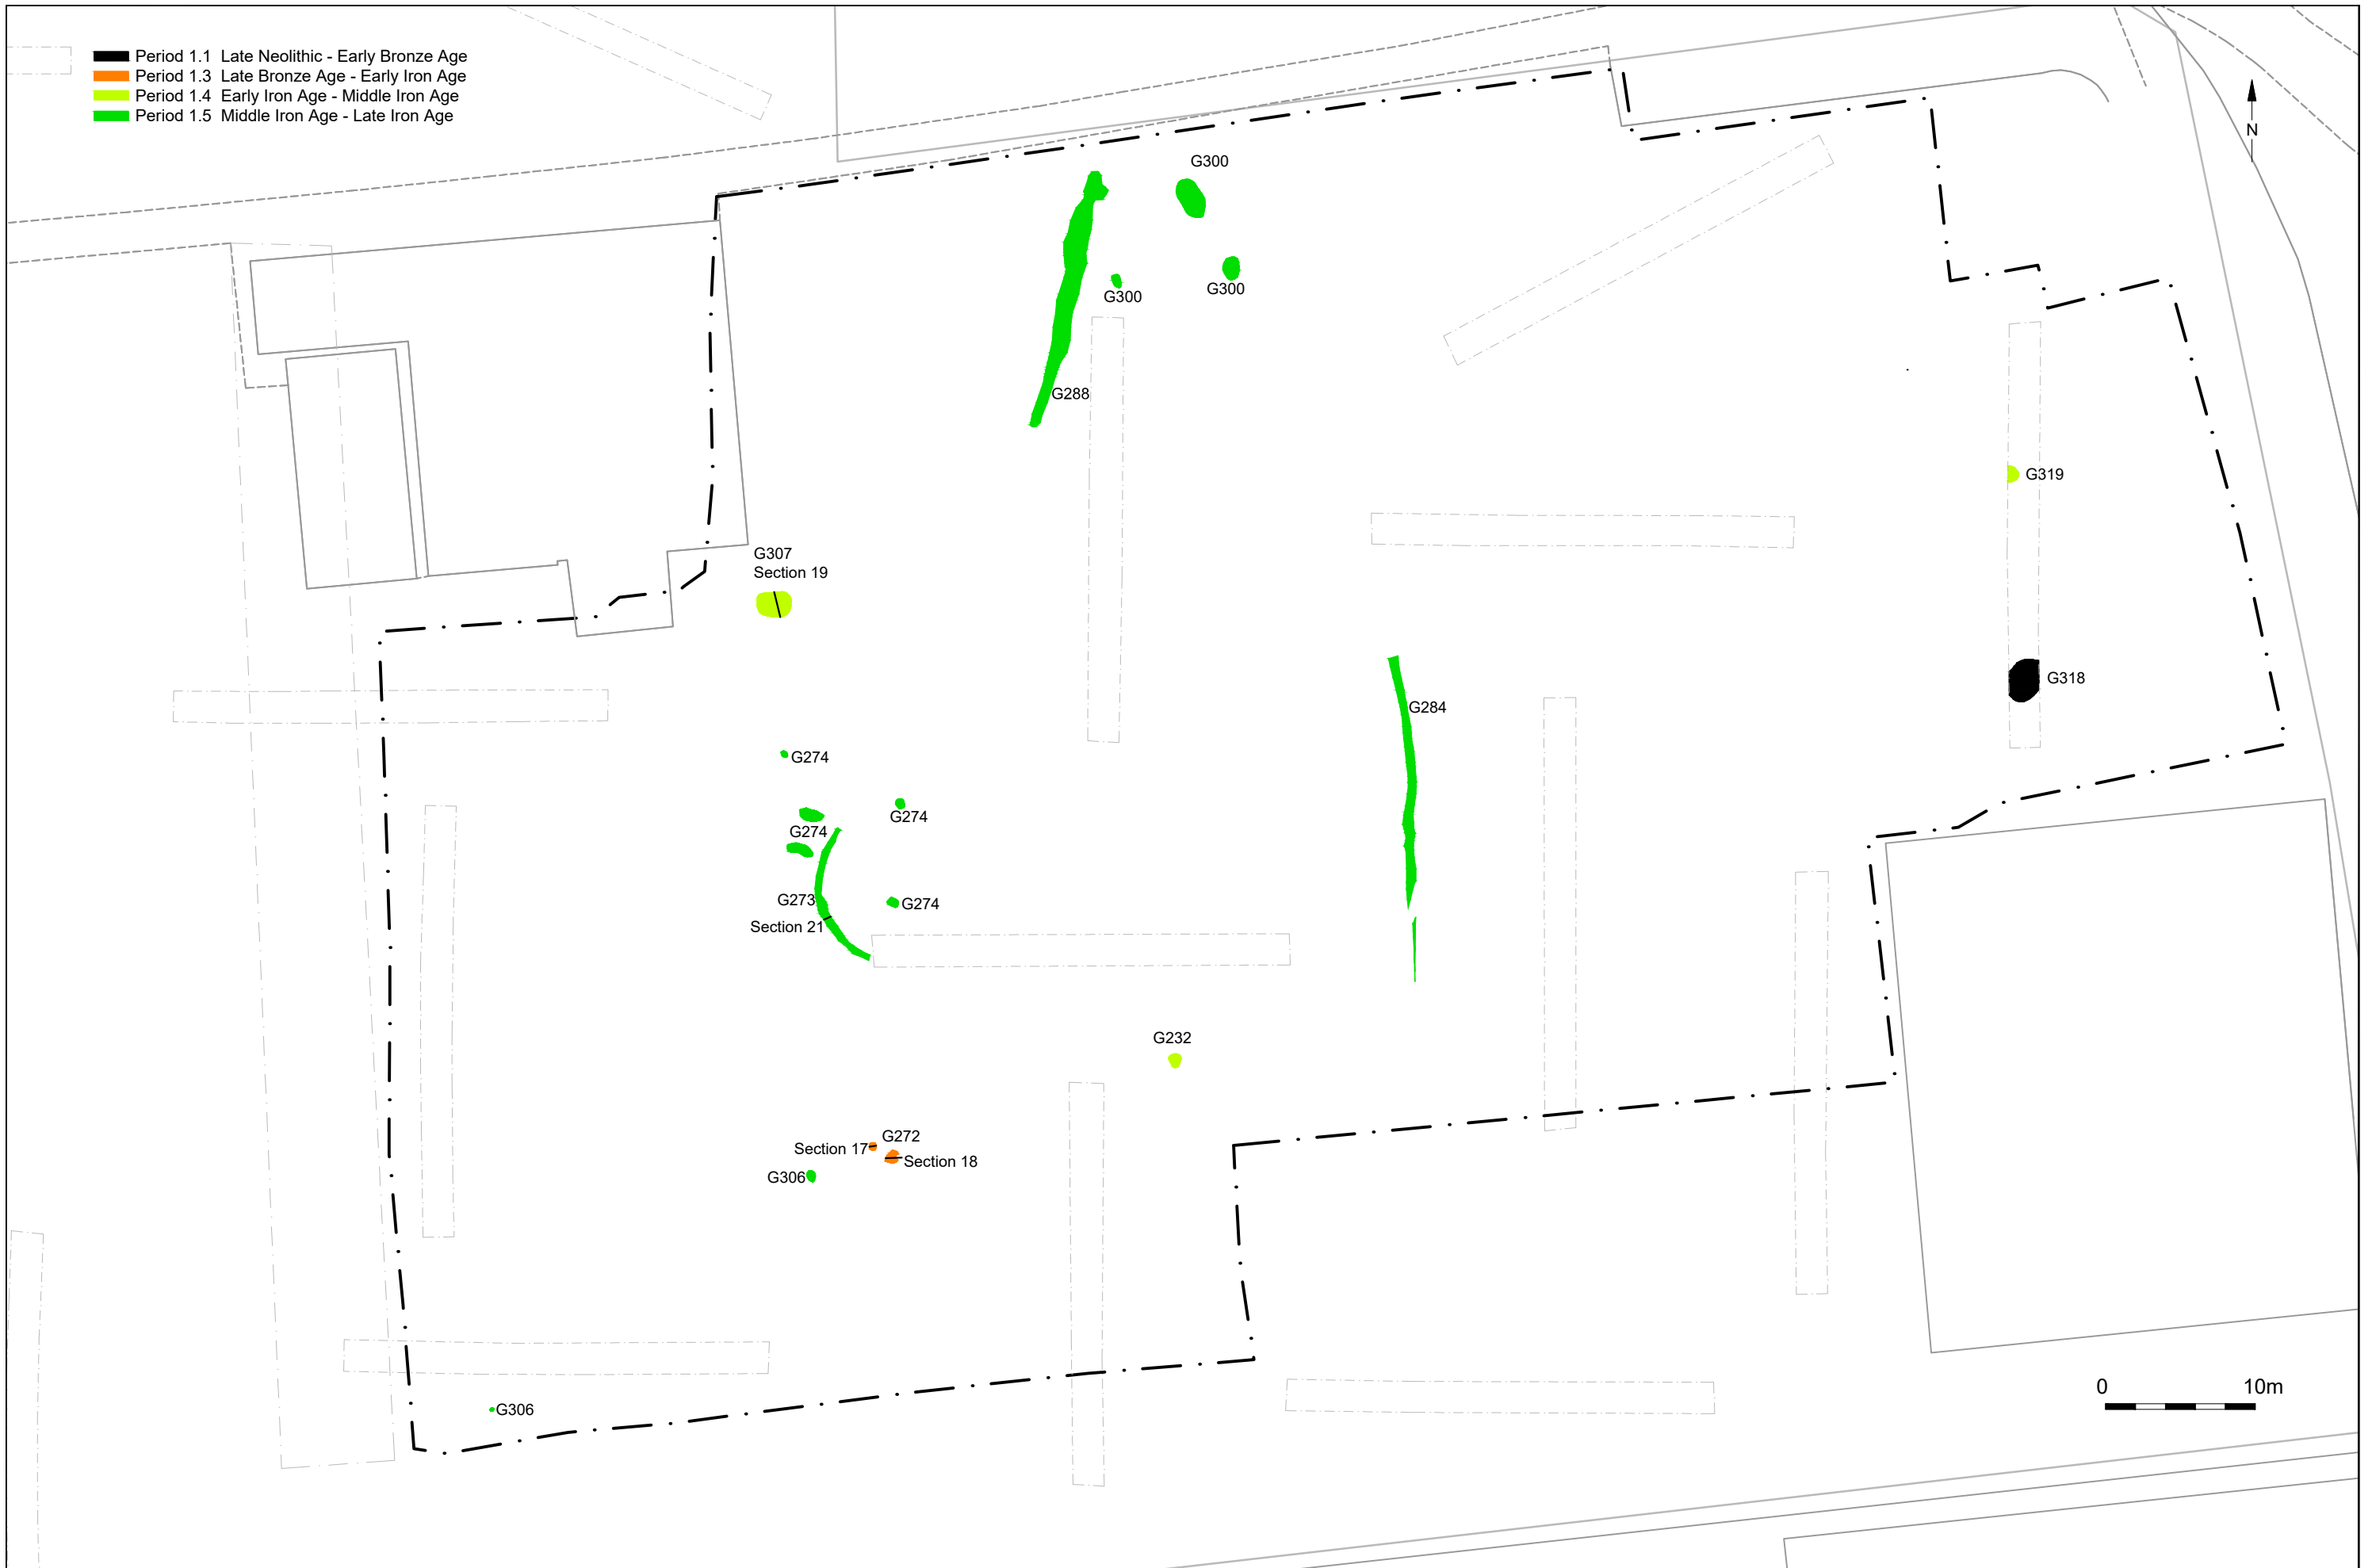 Period 1.1  Late Neolithic - Early Bronze Age
Period 1.3  Late Bronze Age - Early Iron Age
Period 1.4  Early Iron Age - Middle Iron Age
Period 1.5  Middle Iron Age - Late Iron Age
N
G300
G300
G300
G288
G319
G307
Section 19
G318
G284
G274
G274
G274
G273
G274
Section 21
G232
G272
Section 17
Section 18
G306
0 10m
G306